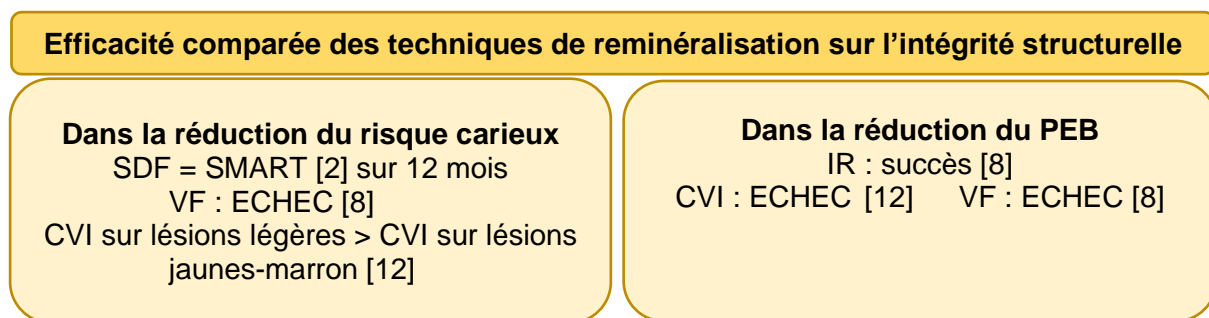 Efficacité comparée des techniques de reminéralisation sur l’intégrité structurelle
Dans la réduction du risque carieux
SDF = SMART [2] sur 12 mois
VF : ECHEC [8]
CVI sur lésions légères > CVI sur lésions
jaunes-marron [12]
Dans la réduction du PEB
IR : succès [8]
CVI : ECHEC [12] VF : ECHEC [8]